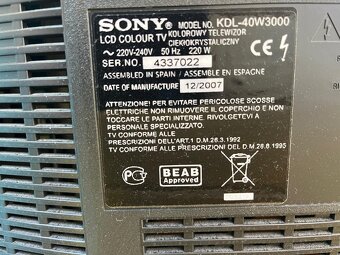 SONY MODEL NO. KDL-40W3000
LCD COLOUR TV KOLOROWY TELEWIZOR
CIEKŁOKRYSTALICZNY
~ 220V-240V 50 Hz 220 W
SER.NO. 4337022
ASSEMBLED IN SPAIN / ASSEMBLE EN ESPAGNE
DATE OF MANUFACTURE 12/2007
ATTENZIONE! PER EVITARE PERICOLOSE SCOSSE
ELETTRICHE NON RIMUOVERE IL COPERCHIO E NON
TOCCARE LE PARTI INTERNE. RIVOLGETEVI A
PERSONALE SPECIALIZZATO.
TV CONFORME ALLE
PRESCRIZIONI DELL'ART.1 D.M.26.3.1992
TV CONFORME ALLE PRESCRIZIONI DEL D.M 26.8.1995
BEAB
Approved